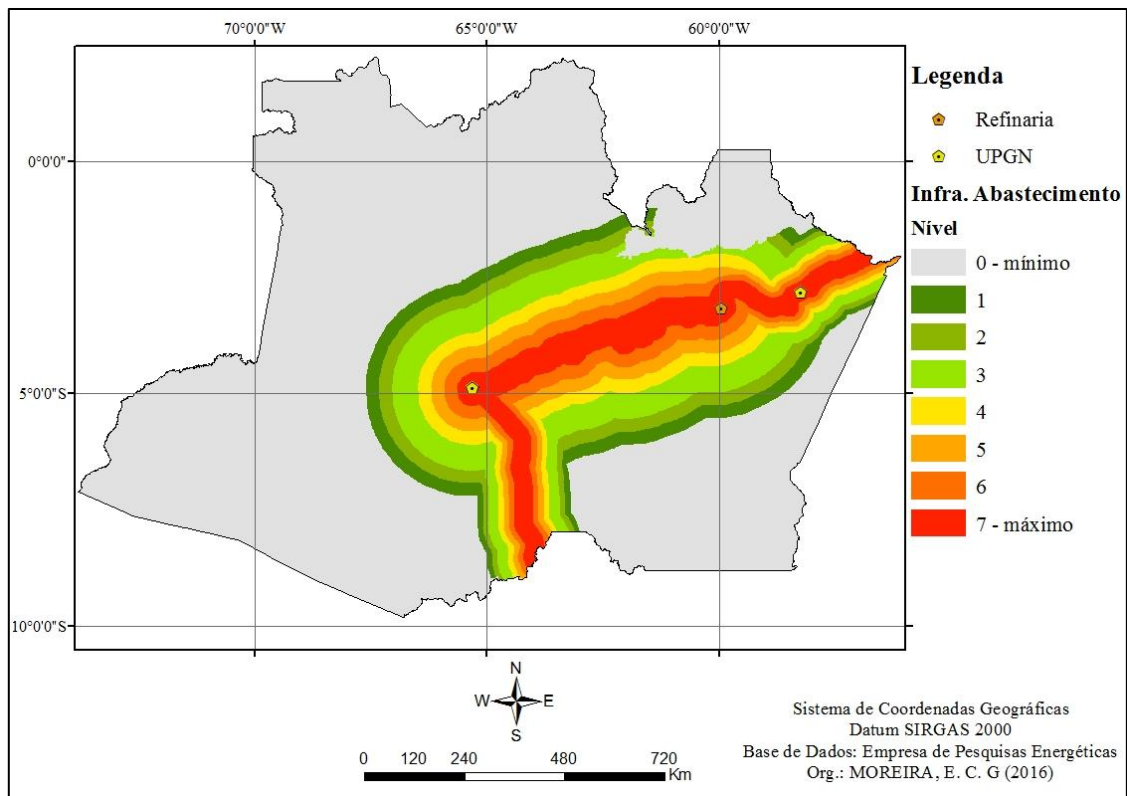 70°0'0"W 65°0'0"W 60°0'0"W
0°0'0"
5°0'0"S
10°0'0"S
Legenda
Refinaria
UPGN
Infra. Abastecimento
Nível
0 - mínimo
1
2
3
4
5
6
7 - máximo
N
W E
S
0 120 240 480 720
Km
Sistema de Coordenadas Geográficas
Datum SIRGAS 2000
Base de Dados: Empresa de Pesquisas Energéticas
Org.: MOREIRA, E. C. G (2016)